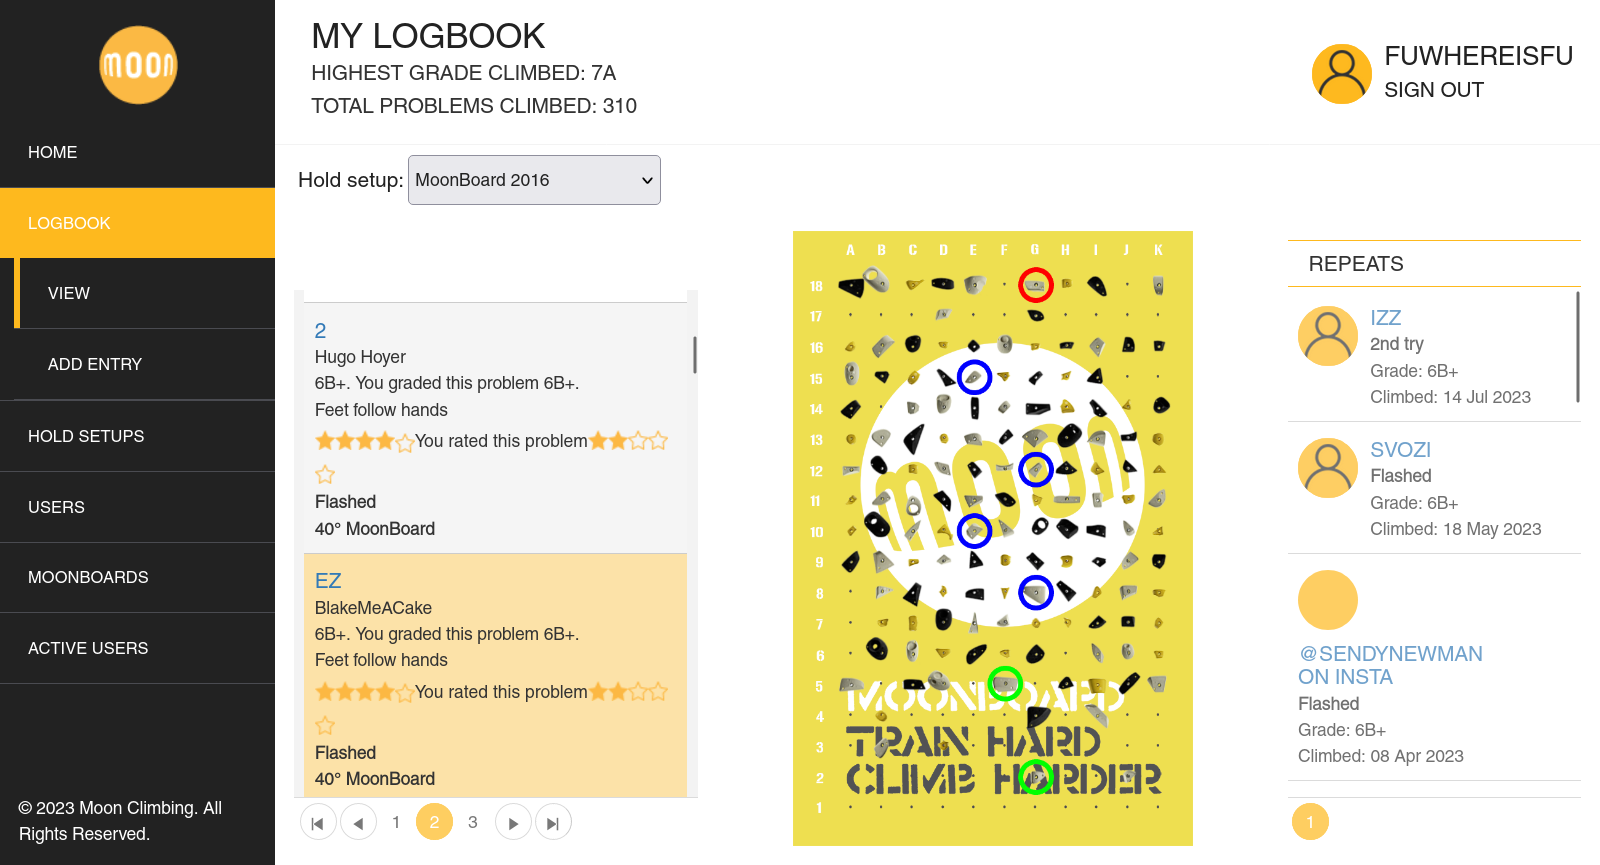 moon
HOME
LOGBOOK
VIEW
ADD ENTRY
HOLD SETUPS
USERS
MOONBOARDS
ACTIVE USERS
© 2023 Moon Climbing. All
Rights Reserved.
MY LOGBOOK
HIGHEST GRADE CLIMBED: 7A
TOTAL PROBLEMS CLIMBED: 310
FUWHEREISFU
SIGN OUT
Hold setup: MoonBoard 2016
2
Hugo Hoyer
6B+. You graded this problem 6B+.
Feet follow hands
You rated this problem
Flashed
40° MoonBoard
EZ
BlakeMeACake
6B+. You graded this problem 6B+.
Feet follow hands
You rated this problem
Flashed
40° MoonBoard
1 2 3
A B C D E F G H I J K
18
17
16
15
14
13
12
11
10
9
8
7
6
5
4
3
2
1
moon
MOONBOARD
TRAIN HARD
CLIMB HARDER
REPEATS
IZZ
2nd try
Grade: 6B+
Climbed: 14 Jul 2023
SVOZI
Flashed
Grade: 6B+
Climbed: 18 May 2023
@SENDYNEWMAN
ON INSTA
Flashed
Grade: 6B+
Climbed: 08 Apr 2023
1